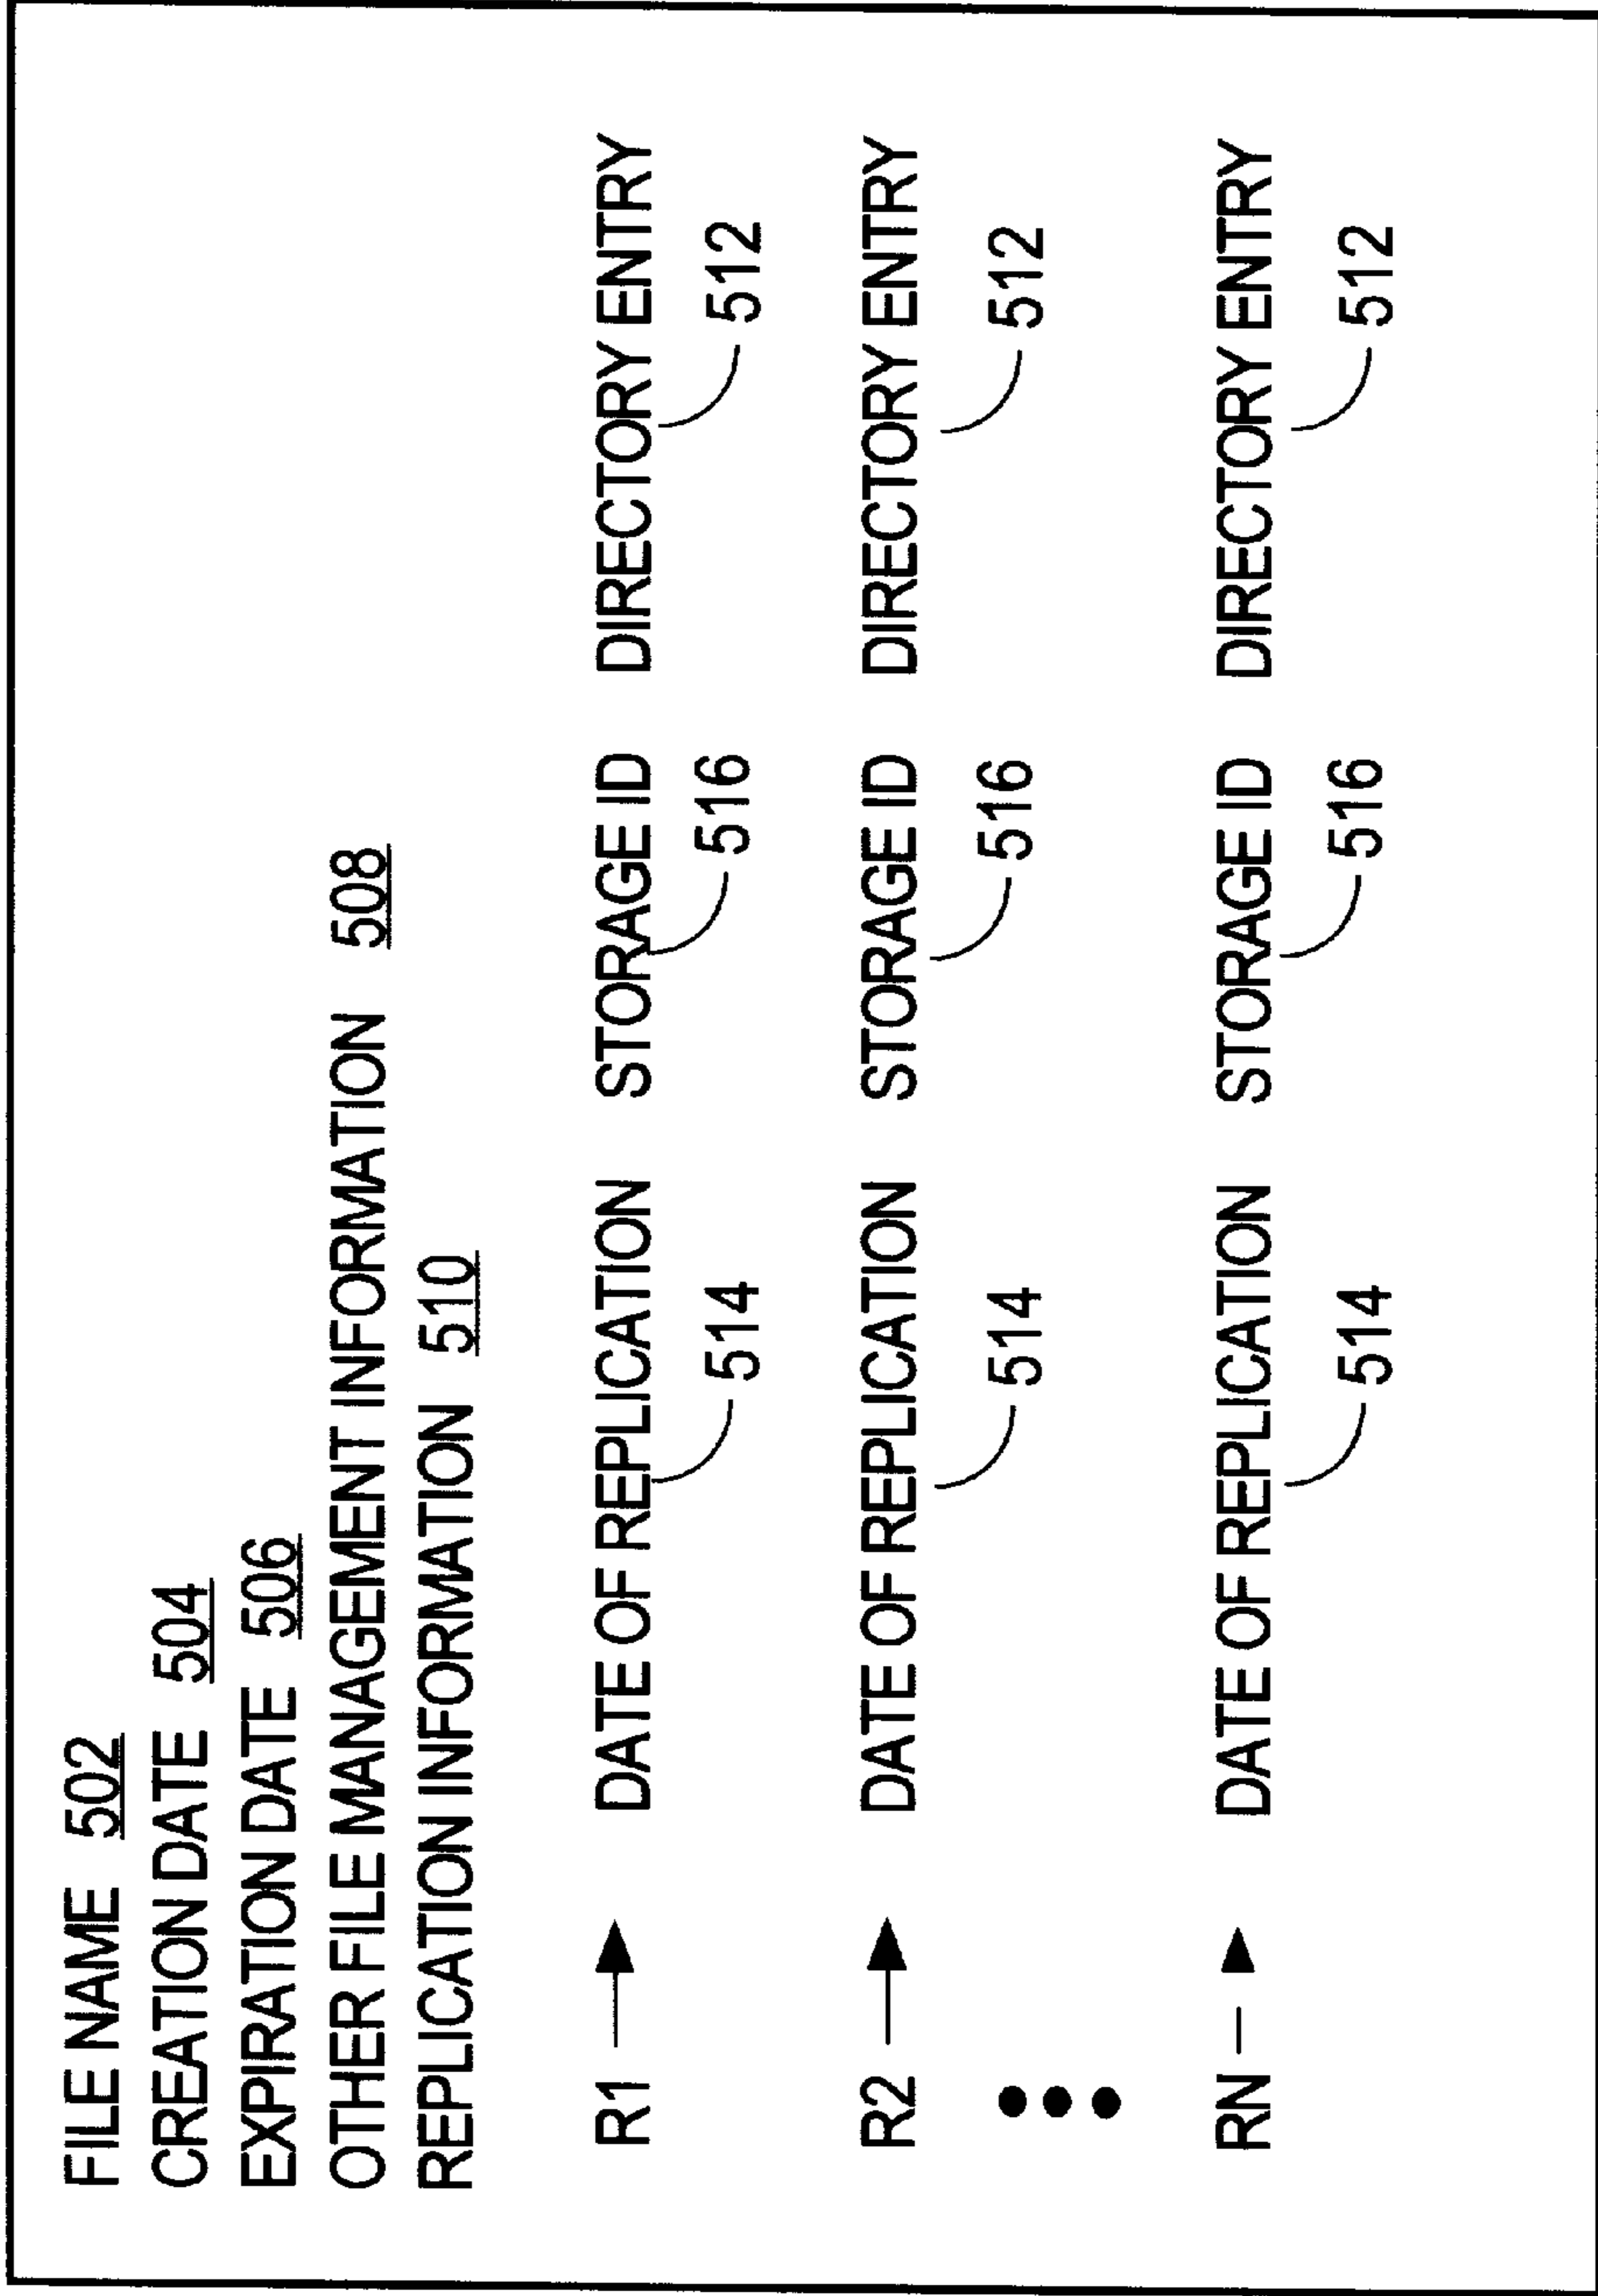 FILE NAME 502
CREATION DATE 504
EXPIRATION DATE 506
OTHER FILE MANAGEMENT INFORMATION 508
REPLICATION INFORMATION 510
R1 DATE OF REPLICATION STORAGE ID DIRECTORY ENTRY
514 516 512
R2 DATE OF REPLICATION STORAGE ID DIRECTORY ENTRY
514 516 512
RN DATE OF REPLICATION STORAGE ID DIRECTORY ENTRY
514 516 512